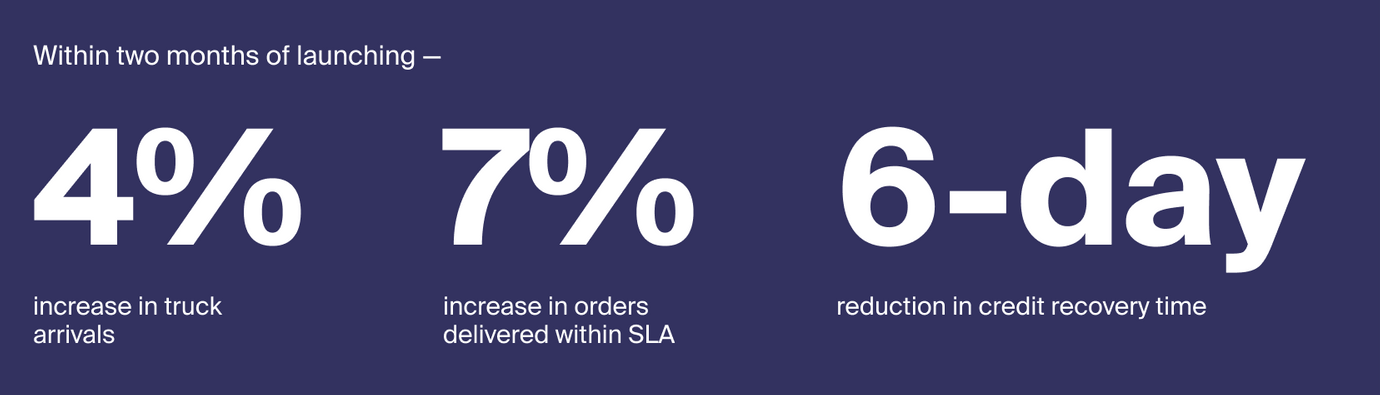 Within two months of launching —
4%
7%
6-day
increase in truck
arrivals
increase in orders
delivered within SLA
reduction in credit recovery time